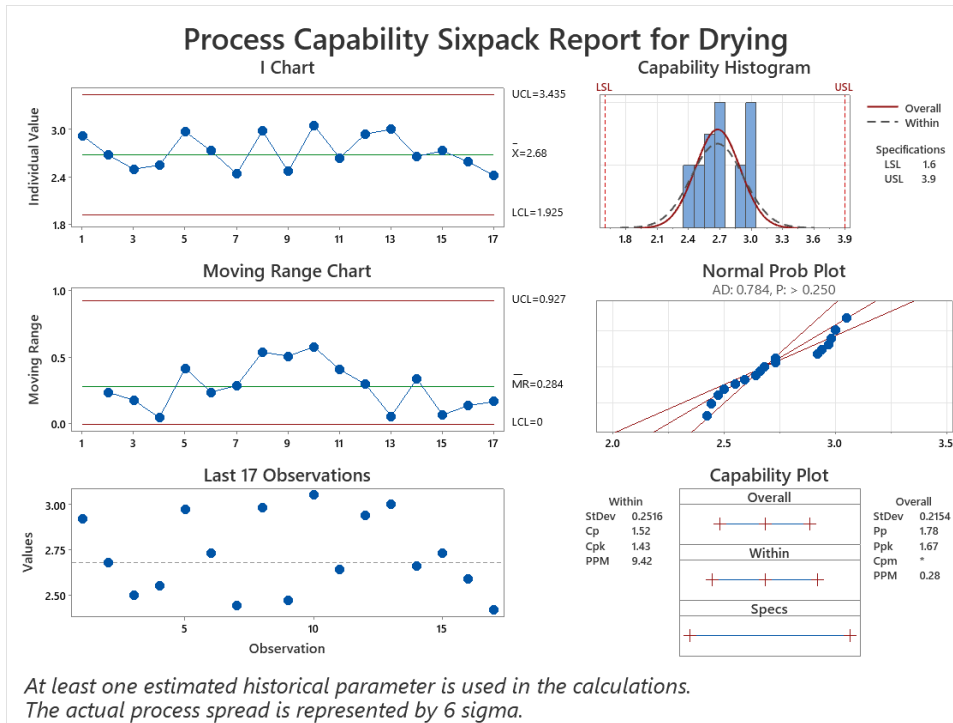 Process Capability Sixpack Report for Drying
I Chart
Individual Value
3.0
2.4
1.8
1 3 5 7 9 11 13 15 17
UCL=3.435
X̄=2.68
LCL=1.925
Capability Histogram
LSL USL
1.8 2.1 2.4 2.7 3.0 3.3 3.6 3.9
Overall
Within
Specifications
LSL 1.6
USL 3.9
Moving Range Chart
Moving Range
1.0
0.5
0.0
1 3 5 7 9 11 13 15 17
UCL=0.927
M̅R̅=0.284
LCL=0
Normal Prob Plot
AD: 0.784, P: > 0.250
2.0 2.5 3.0 3.5
Last 17 Observations
Values
3.00
2.75
2.50
5 10 15
Observation
Capability Plot
Within
StDev 0.2516
Cp 1.52
Cpk 1.43
PPM 9.42
Overall
Within
Specs
Overall
StDev 0.2154
Pp 1.78
Ppk 1.67
Cpm *
PPM 0.28
At least one estimated historical parameter is used in the calculations.
The actual process spread is represented by 6 sigma.